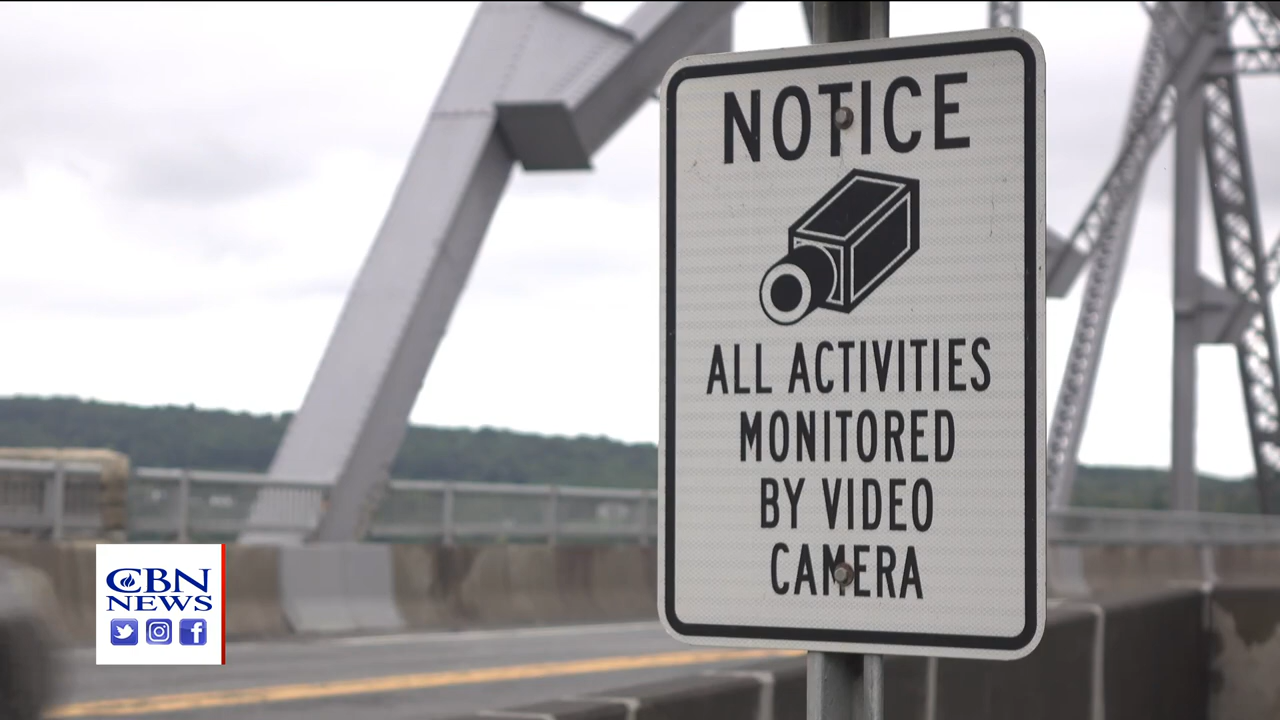 NOTICE
ALL ACTIVITIES
MONITORED
BY VIDEO
CAMERA
CBN
NEWS